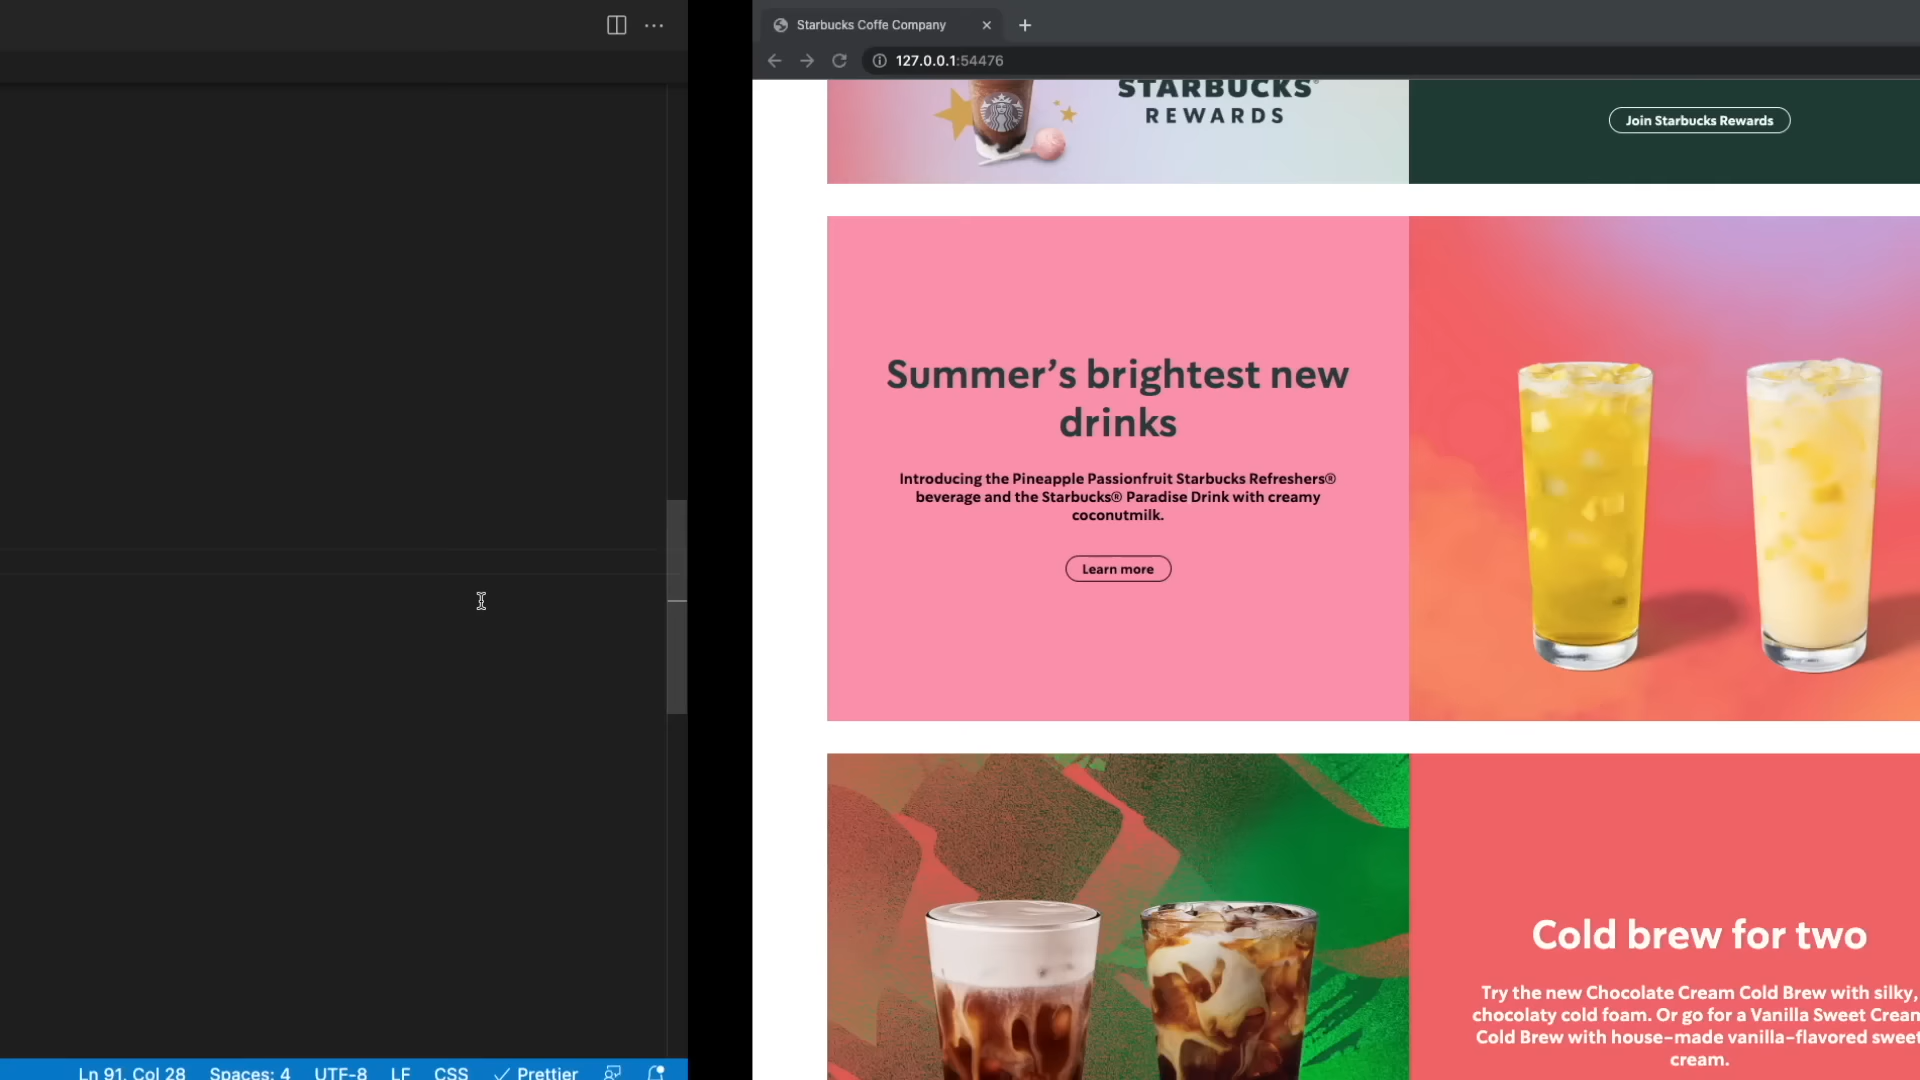 Starbucks Coffe Company
127.0.0.1:54476
STARBUCKS®
REWARDS
Join Starbucks Rewards
Summer’s brightest new
drinks
Introducing the Pineapple Passionfruit Starbucks Refreshers®
beverage and the Starbucks® Paradise Drink with creamy
coconutmilk.
Learn more
Cold brew for two
Try the new Chocolate Cream Cold Brew with silky,
chocolaty cold foam. Or go for a Vanilla Sweet Cream
Cold Brew with house-made vanilla-flavored sweet
cream.
Ln 91, Col 28 Spaces: 4 UTF-8 LF CSS Prettier